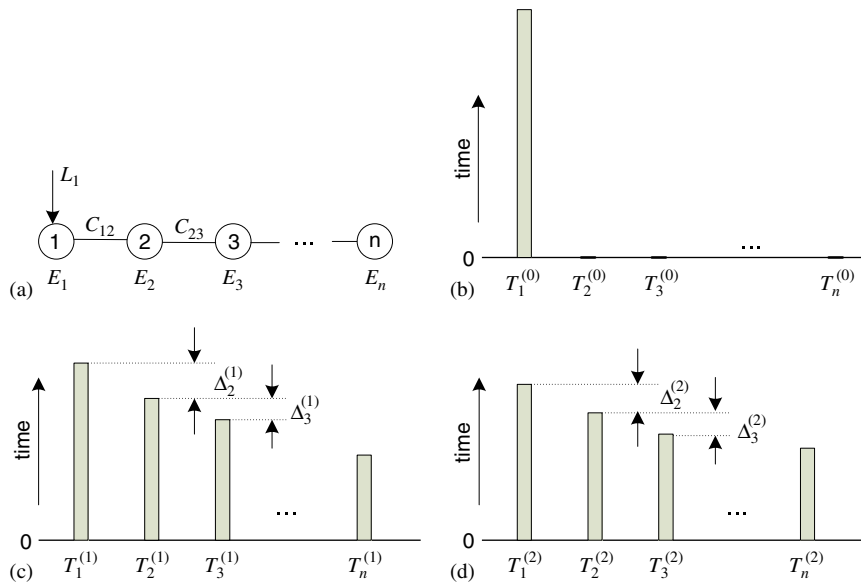 L₁
C₁₂ C₂₃
1 2 3 ... n
E₁ E₂ E₃ Eₙ
(a)
time
0
...
T₁⁽⁰⁾ T₂⁽⁰⁾ T₃⁽⁰⁾ Tₙ⁽⁰⁾
(b)
time
Δ₂⁽¹⁾
Δ₃⁽¹⁾
...
0
T₁⁽¹⁾ T₂⁽¹⁾ T₃⁽¹⁾ Tₙ⁽¹⁾
(c)
time
Δ₂⁽²⁾
Δ₃⁽²⁾
...
0
T₁⁽²⁾ T₂⁽²⁾ T₃⁽²⁾ Tₙ⁽²⁾
(d)